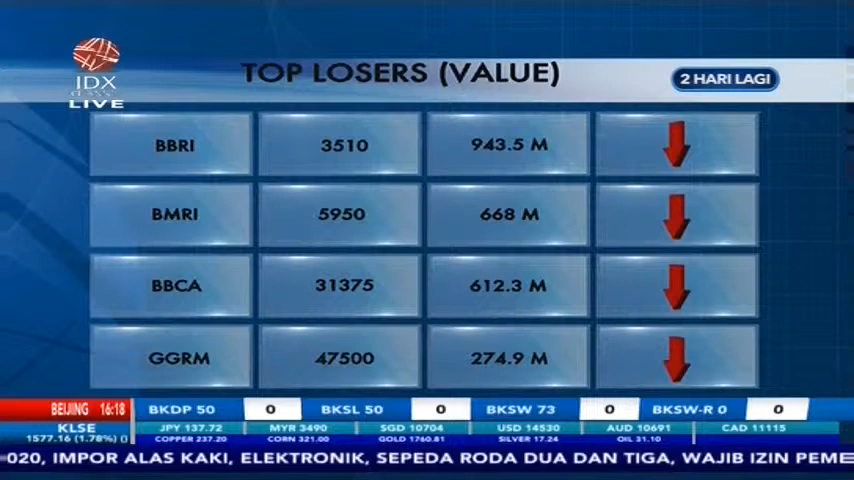 IDX
CHANNEL
LIVE
TOP LOSERS (VALUE)
2 HARI LAGI
BBRI 3510 943.5 M
BMRI 5950 668 M
BBCA 31375 612.3 M
GGRM 47500 274.9 M
BEIJING 16:18 BKDP 50 0 BKSL 50 0 BKSW 73 0 BKSW-R 0 0
KLSE JPY 137.72 MYR 3490 SGD 10704 USD 14530 AUD 10691 CAD 11115
1577.16 (1.78%) () COPPER 237.20 CORN 321.00 GOLD 1760.81 SILVER 17.24 OIL 31.10
020, IMPOR ALAS KAKI, ELEKTRONIK, SEPEDA RODA DUA DAN TIGA, WAJIB IZIN PEME